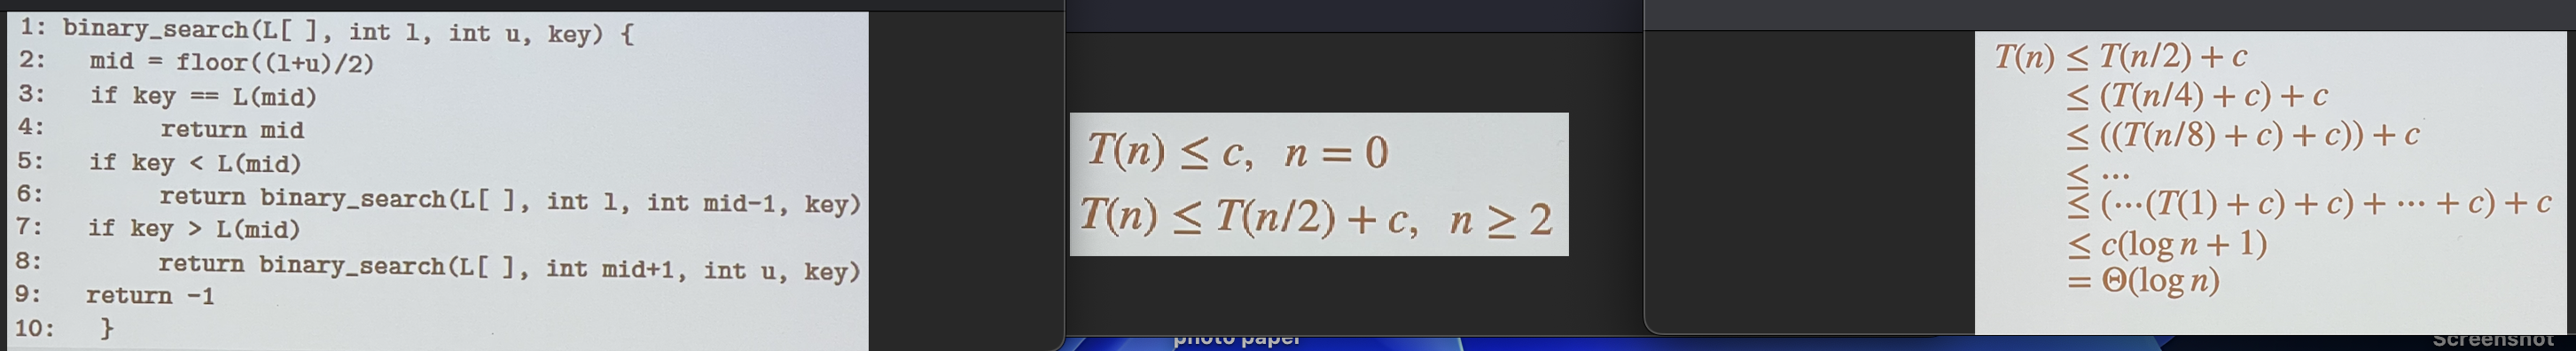 1: binary_search(L[ ], int l, int u, key) {
2: mid = floor((l+u)/2)
3: if key == L(mid)
4: return mid
5: if key < L(mid)
6: return binary_search(L[ ], int l, int mid-1, key)
7: if key > L(mid)
8: return binary_search(L[ ], int mid+1, int u, key)
9: return -1
10: }
T(n) ≤ c, n = 0
T(n) ≤ T(n/2) + c, n ≥ 2
T(n) ≤ T(n/2) + c
≤ (T(n/4) + c) + c
≤ ((T(n/8) + c) + c)) + c
≤ ⋯
≤ (⋯(T(1) + c) + c) + ⋯ + c) + c
≤ c(log n + 1)
= Θ(log n)
photo paper
Screenshot